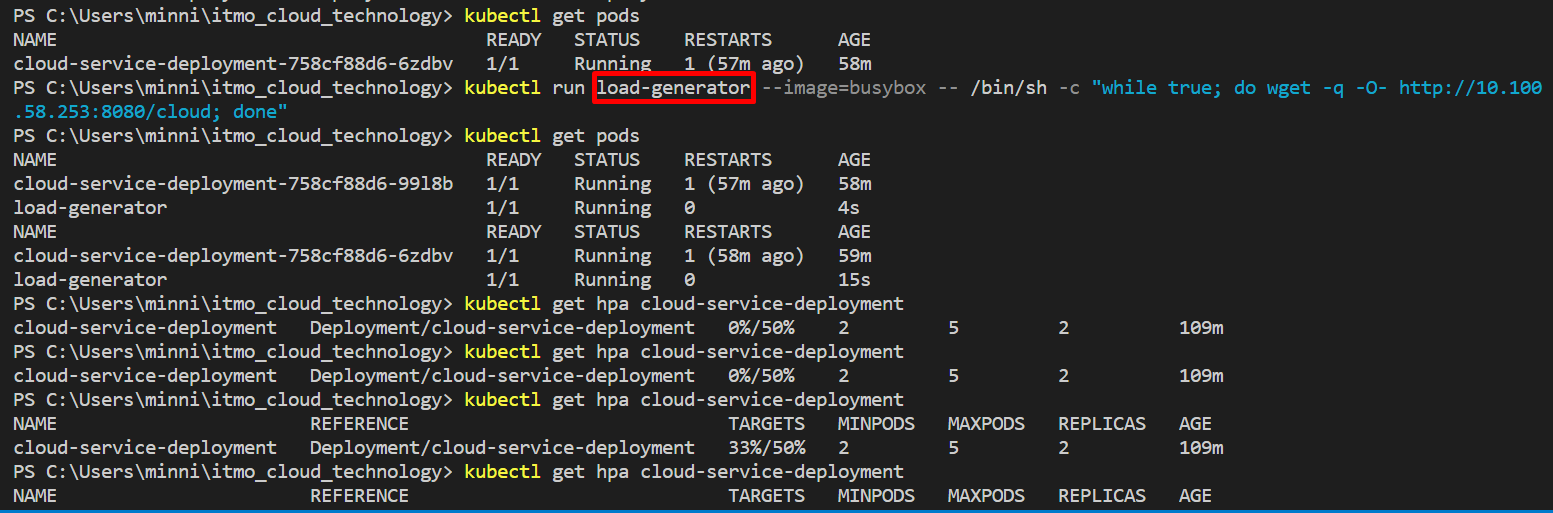 PS C:\Users\minni\itmo_cloud_technology> kubectl get pods
NAME READY STATUS RESTARTS AGE
cloud-service-deployment-758cf88d6-6zdbv 1/1 Running 1 (57m ago) 58m
PS C:\Users\minni\itmo_cloud_technology> kubectl run load-generator --image=busybox -- /bin/sh -c "while true; do wget -q -O- http://10.100
.58.253:8080/cloud; done"
PS C:\Users\minni\itmo_cloud_technology> kubectl get pods
NAME READY STATUS RESTARTS AGE
cloud-service-deployment-758cf88d6-99l8b 1/1 Running 1 (57m ago) 58m
load-generator 1/1 Running 0 4s
NAME READY STATUS RESTARTS AGE
cloud-service-deployment-758cf88d6-6zdbv 1/1 Running 1 (58m ago) 59m
load-generator 1/1 Running 0 15s
PS C:\Users\minni\itmo_cloud_technology> kubectl get hpa cloud-service-deployment
cloud-service-deployment Deployment/cloud-service-deployment 0%/50% 2 5 2 109m
PS C:\Users\minni\itmo_cloud_technology> kubectl get hpa cloud-service-deployment
cloud-service-deployment Deployment/cloud-service-deployment 0%/50% 2 5 2 109m
PS C:\Users\minni\itmo_cloud_technology> kubectl get hpa cloud-service-deployment
NAME REFERENCE TARGETS MINPODS MAXPODS REPLICAS AGE
cloud-service-deployment Deployment/cloud-service-deployment 33%/50% 2 5 2 109m
PS C:\Users\minni\itmo_cloud_technology> kubectl get hpa cloud-service-deployment
NAME REFERENCE TARGETS MINPODS MAXPODS REPLICAS AGE